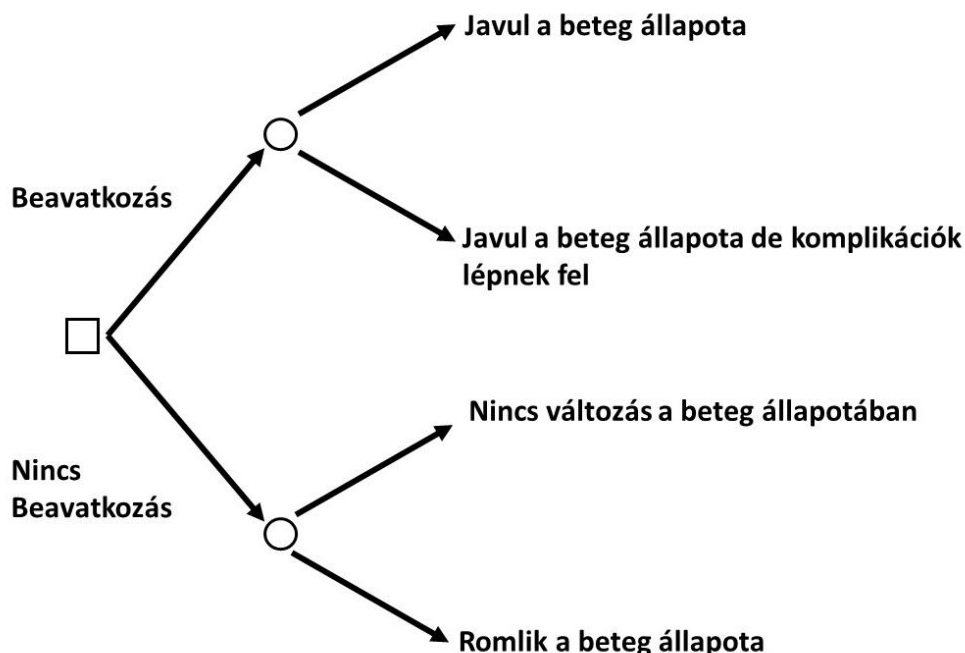 Javul a beteg állapota
Beavatkozás
Javul a beteg állapota de komplikációk
lépnek fel
Nincs változás a beteg állapotában
Nincs
Beavatkozás
Romlik a beteg állapota